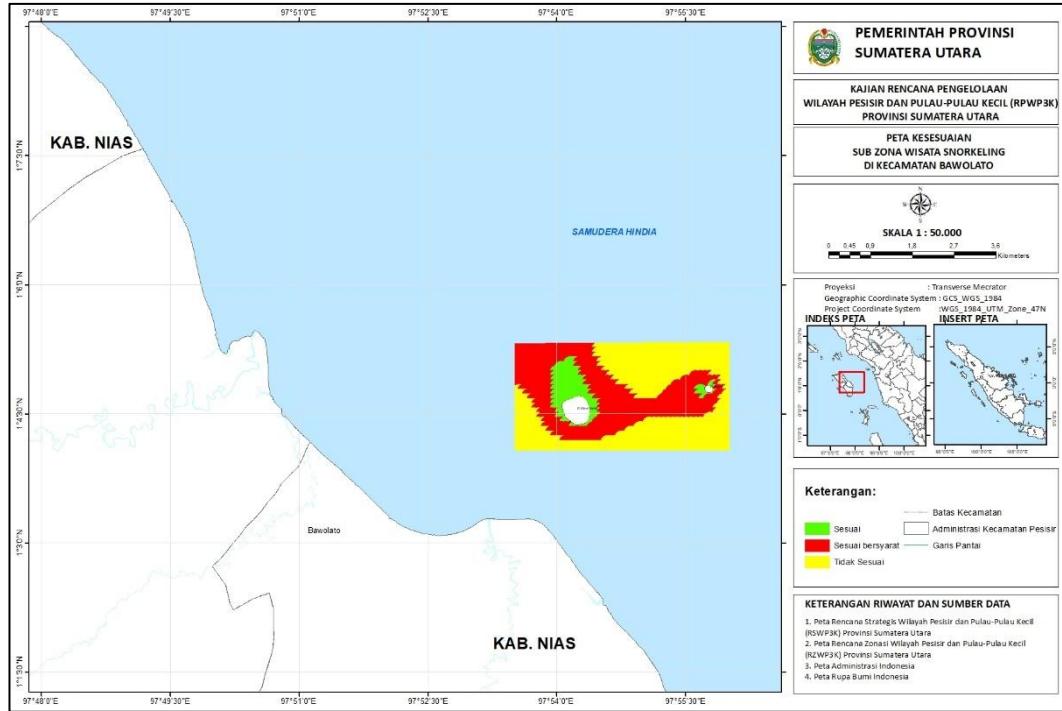 97°48'0"E 97°49'30"E 97°51'0"E 97°52'30"E 97°54'0"E 97°55'30"E
1°7'30"N
1°6'0"N
1°4'30"N
1°3'0"N
1°1'30"N
KAB. NIAS
SAMUDERA HINDIA
Bawolato
KAB. NIAS
97°48'0"E 97°49'30"E 97°51'0"E 97°52'30"E 97°54'0"E 97°55'30"E
PEMERINTAH PROVINSI
SUMATERA UTARA
KAJIAN RENCANA PENGELOLAAN
WILAYAH PESISIR DAN PULAU-PULAU KECIL (RPWP3K)
PROVINSI SUMATERA UTARA
PETA KESESUAIAN
SUB ZONA WISATA SNORKELING
DI KECAMATAN BAWOLATO
N
SKALA 1 : 50.000
0 0,45 0,9 1,8 2,7 3,6
Kilometers
Proyeksi : Transverse Mecrator
Geographic Coordinate System : GCS_WGS_1984
Project Coordinate System :WGS_1984_UTM_Zone_47N
INDEKS PETA INSERT PETA
Keterangan:
Sesuai
Sesuai bersyarat
Tidak Sesuai
Batas Kecamatan
Administrasi Kecamatan Pesisir
Garis Pantai
KETERANGAN RIWAYAT DAN SUMBER DATA
1. Peta Rencana Strategis Wilayah Pesisir dan Pulau-Pulau Kecil
(RSWP3K) Provinsi Sumatera Utara
2. Peta Rencana Zonasi Wilayah Pesisir dan Pulau-Pulau Kecil
(RZWP3K) Provinsi Sumatera Utara
3. Peta Administrasi Indonesia
4. Peta Rupa Bumi Indonesia